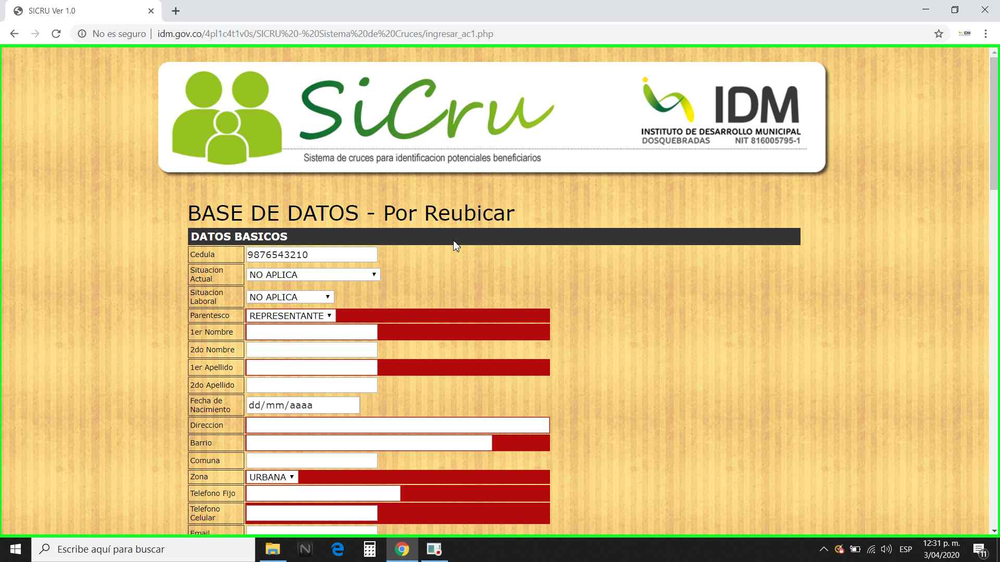 SICRU Ver 1.0
No es seguro | idm.gov.co/4pl1c4t1v0s/SICRU%20-%20Sistema%20de%20Cruces/ingresar_ac1.php
SiCru
Sistema de cruces para identificacion potenciales beneficiarios
IDM
INSTITUTO DE DESARROLLO MUNICIPAL
DOSQUEBRADAS NIT 816005795-1
BASE DE DATOS - Por Reubicar
DATOS BASICOS
Cedula 9876543210
Situacion Actual NO APLICA
Situacion Laboral NO APLICA
Parentesco REPRESENTANTE
1er Nombre
2do Nombre
1er Apellido
2do Apellido
Fecha de Nacimiento dd/mm/aaaa
Direccion
Barrio
Comuna
Zona URBANA
Telefono Fijo
Telefono Celular
Email
Escribe aquí para buscar
ESP
12:31 p. m.
3/04/2020
11